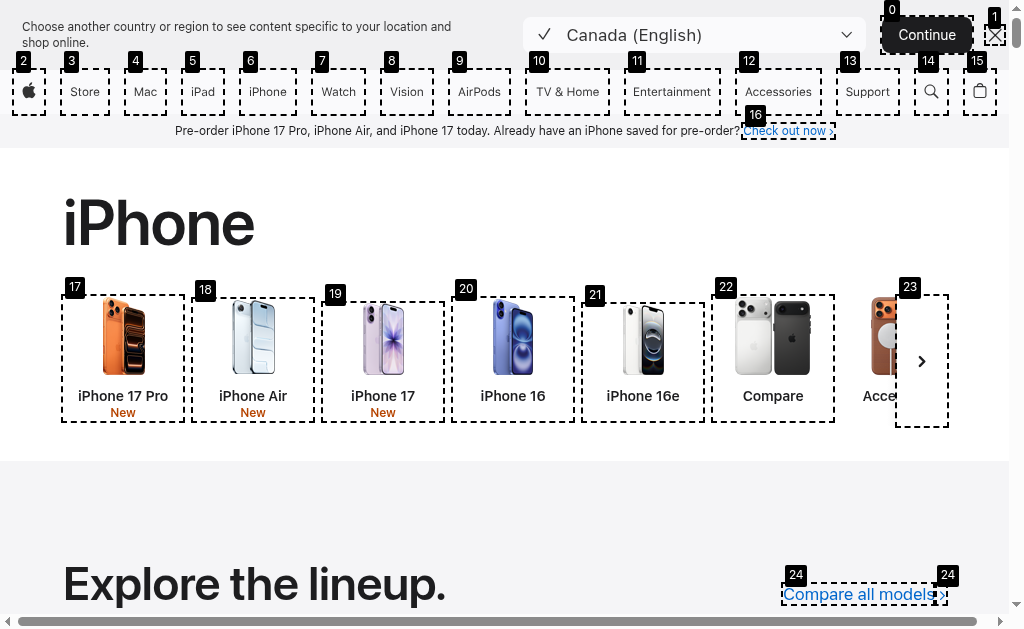 Choose another country or region to see content specific to your location and
shop online.
Canada (English)
Continue
0
1
2
3
4
5
6
7
8
9
10
11
12
13
14
15
Store
Mac
iPad
iPhone
Watch
Vision
AirPods
TV & Home
Entertainment
Accessories
Support
16
Pre-order iPhone 17 Pro, iPhone Air, and iPhone 17 today. Already have an iPhone saved for pre-order? Check out now ›
iPhone
17
18
19
20
21
22
23
iPhone 17 Pro
New
iPhone Air
New
iPhone 17
New
iPhone 16
iPhone 16e
Compare
Acce
24
24
Explore the lineup.
Compare all models ›